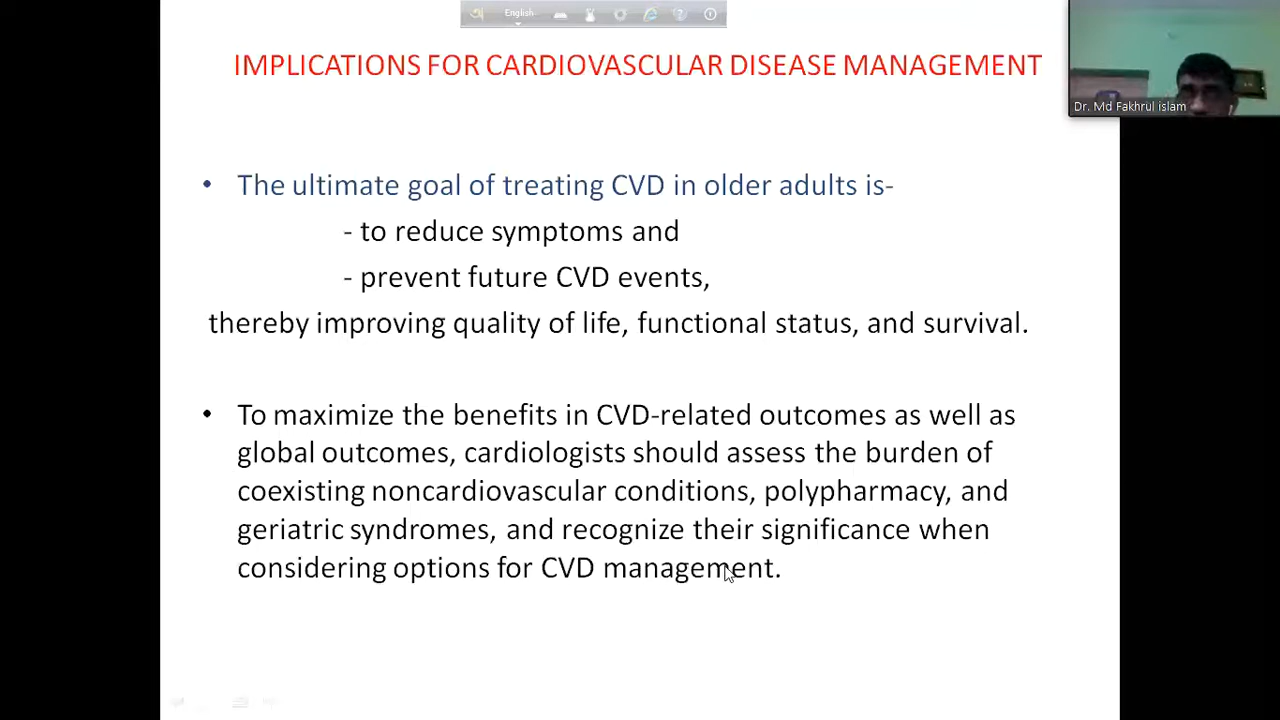 English
IMPLICATIONS FOR CARDIOVASCULAR DISEASE MANAGEMENT
Dr. Md Fakhrul islam
• The ultimate goal of treating CVD in older adults is-
- to reduce symptoms and
- prevent future CVD events,
thereby improving quality of life, functional status, and survival.
• To maximize the benefits in CVD-related outcomes as well as
global outcomes, cardiologists should assess the burden of
coexisting noncardiovascular conditions, polypharmacy, and
geriatric syndromes, and recognize their significance when
considering options for CVD management.